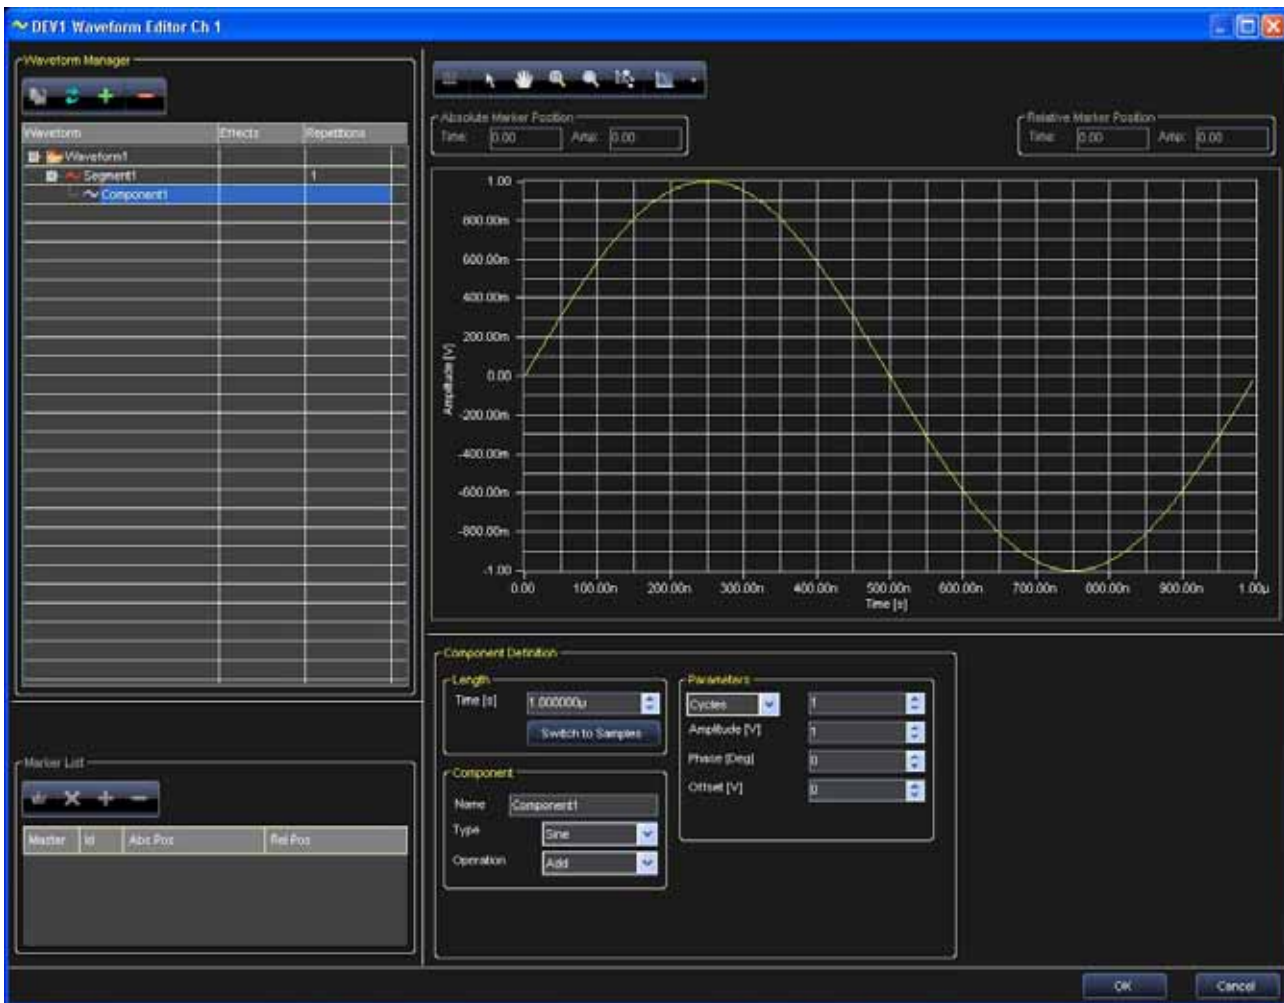 DEV1 Waveform Editor Ch 1
Waveform Manager
Waveform Effects Repetitions
Waveform1
Segment1 1
Component1
Marker List
Master Id Abs Pos Rel Pos
Absolute Marker Position
Time: 0.00 Amp: 0.00
Relative Marker Position
Time: 0.00 Amp: 0.00
1.00
800.00m
600.00m
400.00m
200.00m
0.00
-200.00m
-400.00m
-600.00m
-800.00m
-1.00
Amplitude [V]
0.00 100.00n 200.00n 300.00n 400.00n 500.00n 600.00n 700.00n 800.00n 900.00n 1.00µ
Time [s]
Component Definition
Length
Time [s] 1.000000µ
Switch to Samples
Component
Name Component1
Type Sine
Operation Add
Parameters
Cycles 1
Amplitude [V] 1
Phase [Deg] 0
Offset [V] 0
OK Cancel